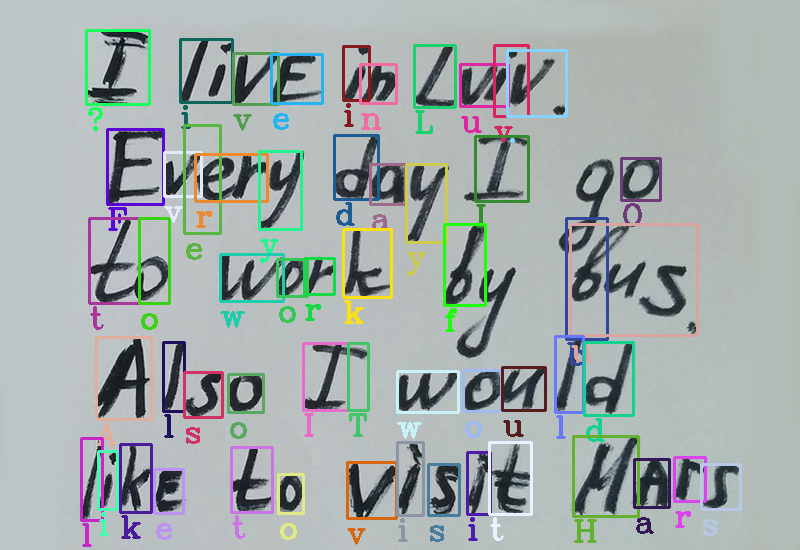 I live in Lviv.
Every day I go
to work by bus.
Also I would
like to visit Mars